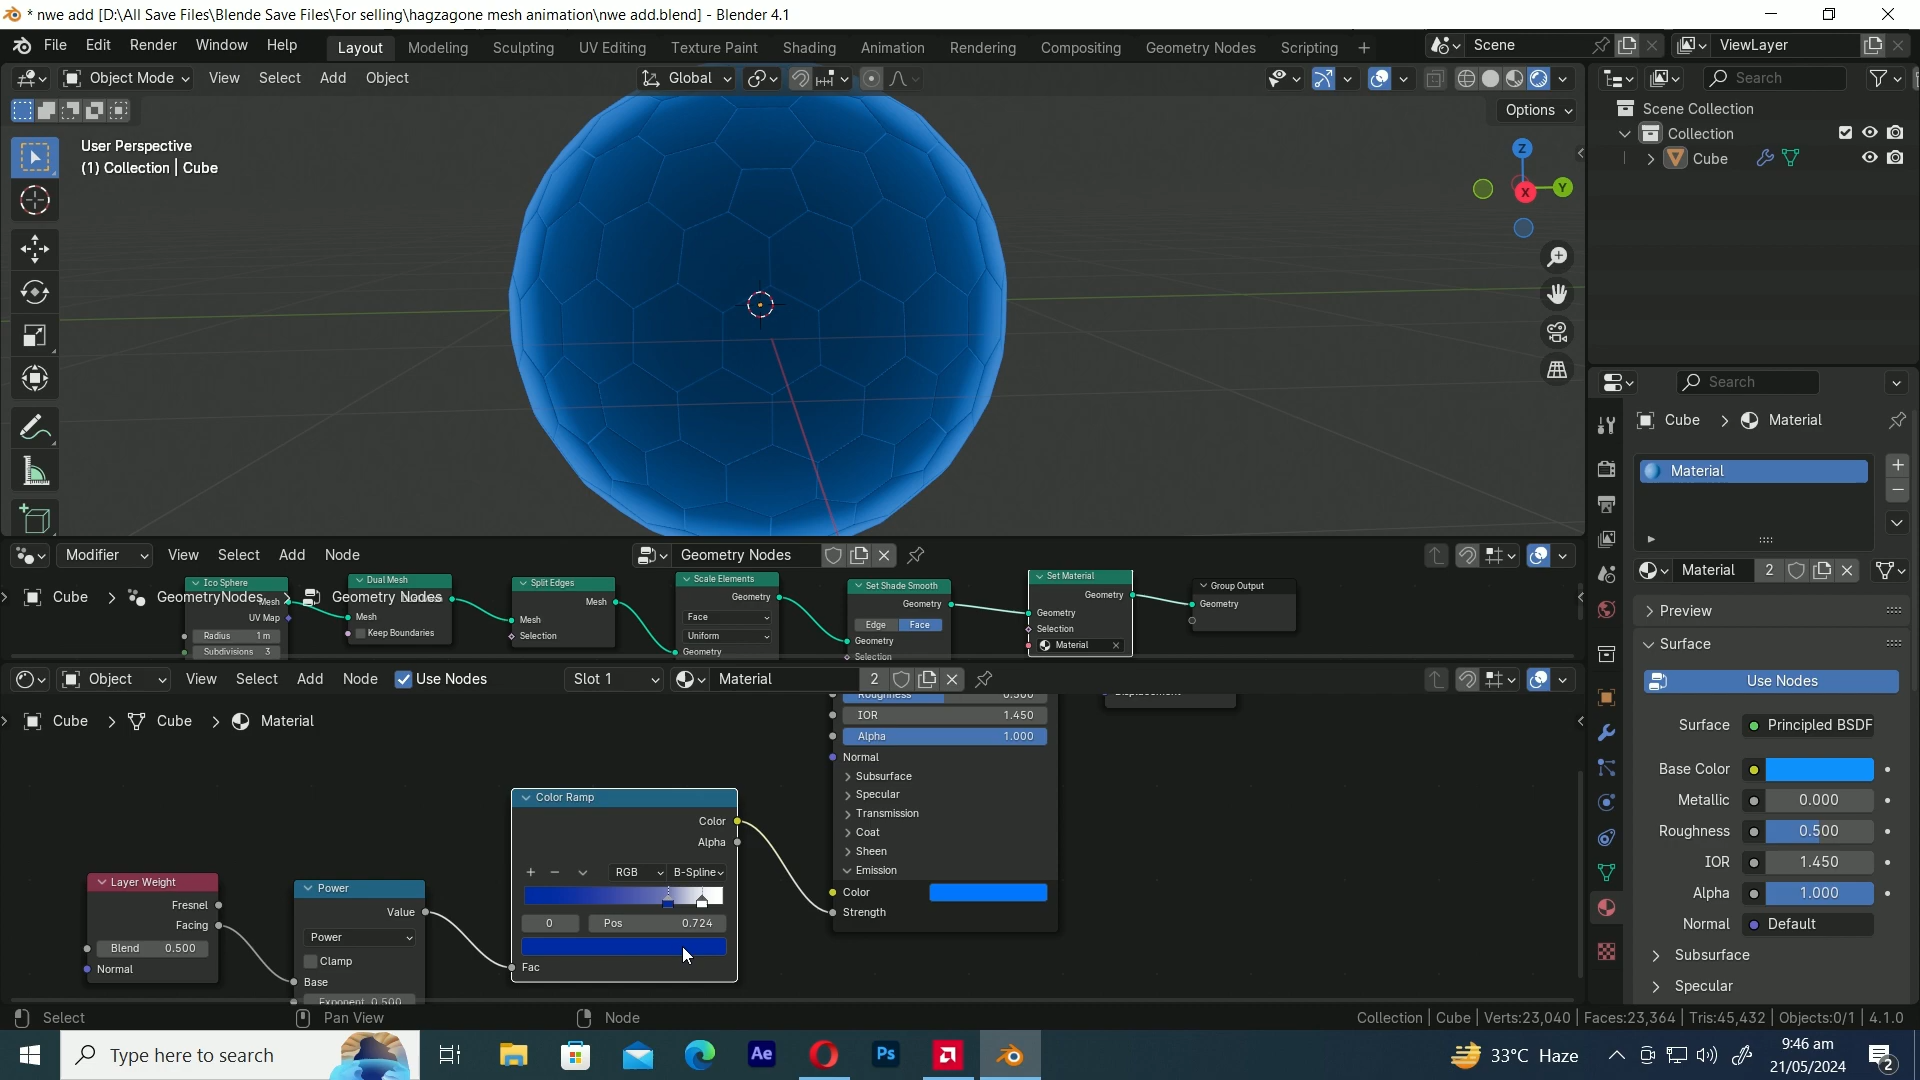 * nwe add [D:\All Save Files\Blende Save Files\For selling\hagzagone mesh animation\nwe add.blend] - Blender 4.1
File Edit Render Window Help Layout Modeling Sculpting UV Editing Texture Paint Shading Animation Rendering Compositing Geometry Nodes Scripting + Scene ViewLayer
Object Mode View Select Add Object Global Search
Options
User Perspective
(1) Collection | Cube
Z
X
Y
Scene Collection
Collection
Cube
Search
Cube > Material
Material
Material 2
Preview
Surface
Use Nodes
Surface Principled BSDF
Base Color
Metallic 0.000
Roughness 0.500
IOR 1.450
Alpha 1.000
Normal Default
Subsurface
Specular
Modifier View Select Add Node Geometry Nodes
Cube > GeometryNodes > Geometry Nodes
Ico Sphere
Mesh
UV Map
Radius 1 m
Subdivisions 3
Dual Mesh
Mesh
Keep Boundaries
Split Edges
Mesh
Mesh
Selection
Scale Elements
Geometry
Face
Uniform
Geometry
Set Shade Smooth
Geometry
Edge Face
Geometry
Selection
Set Material
Geometry
Geometry
Selection
Material
Group Output
Geometry
Object View Select Add Node Use Nodes Slot 1 Material 2
Cube > Cube > Material
Layer Weight
Fresnel
Facing
Blend 0.500
Normal
Power
Value
Power
Clamp
Base
Exponent 0.500
Color Ramp
Color
Alpha
+ − RGB B-Spline
0 Pos 0.724
Fac
Roughness 0.500
IOR 1.450
Alpha 1.000
Normal
Subsurface
Specular
Transmission
Coat
Sheen
Emission
Color
Strength
Displacement
Select Pan View Node Collection | Cube | Verts:23,040 | Faces:23,364 | Tris:45,432 | Objects:0/1 | 4.1.0
Type here to search Ae Ps 33°C Haze 9:46 am
21/05/2024 2